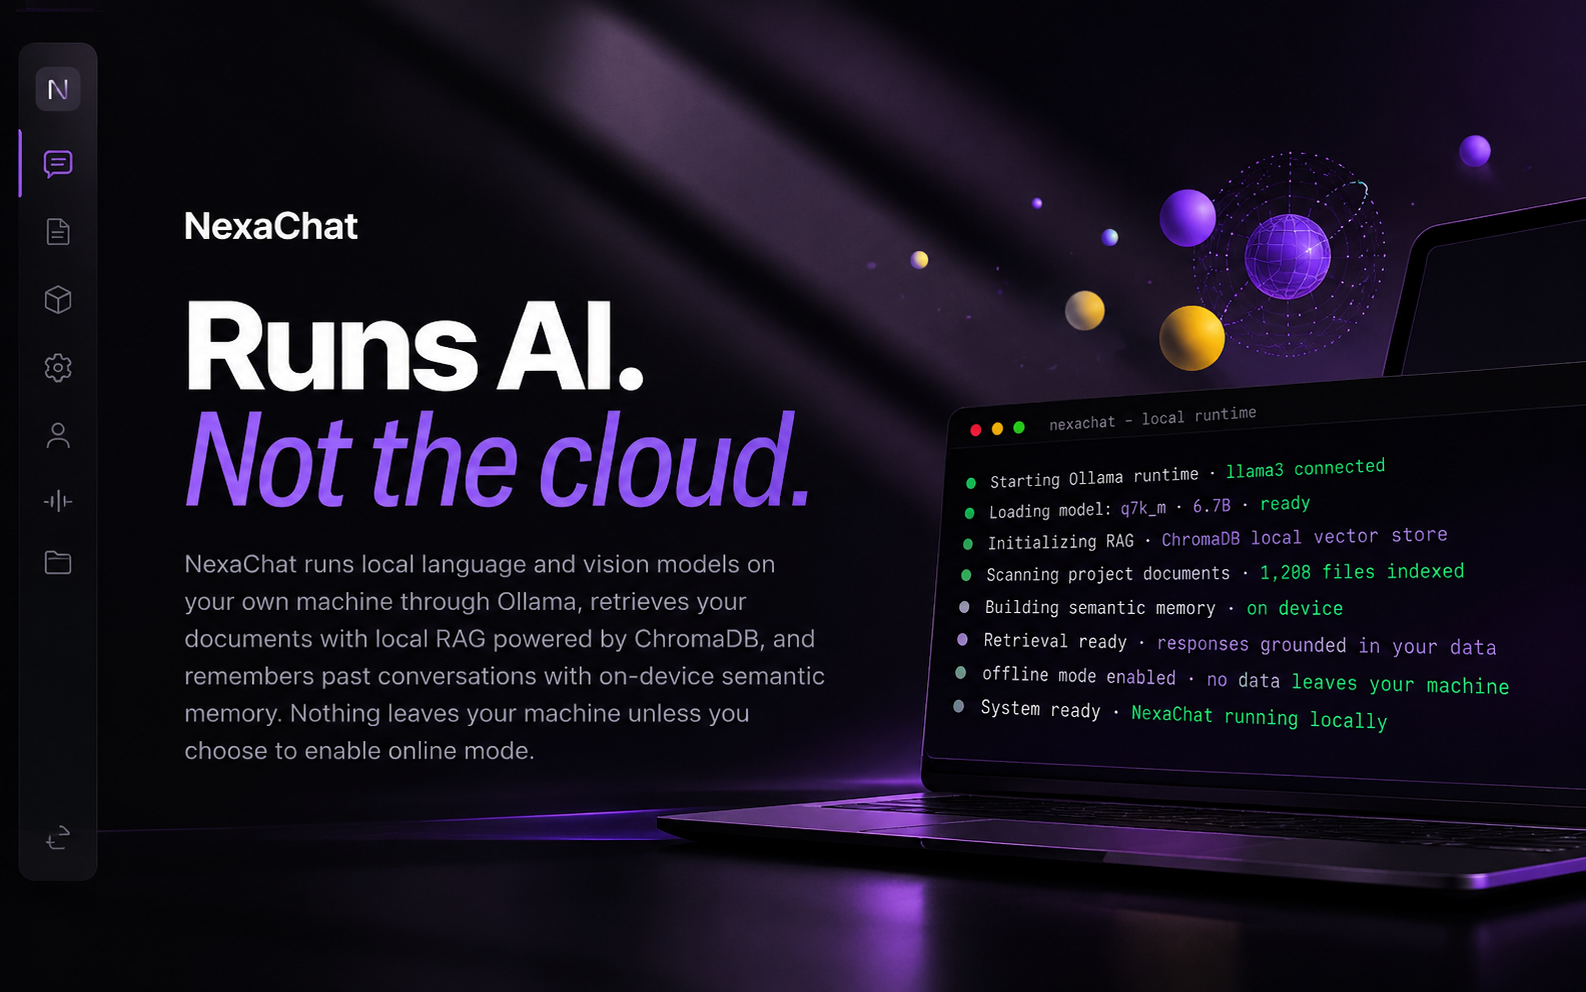 N
NexaChat
Runs AI.
Not the cloud.
NexaChat runs local language and vision models on
your own machine through Ollama, retrieves your
documents with local RAG powered by ChromaDB, and
remembers past conversations with on-device semantic
memory. Nothing leaves your machine unless you
choose to enable online mode.
nexachat – local runtime
Starting Ollama runtime · llama3 connected
Loading model: q7k_m · 6.7B · ready
Initializing RAG · ChromaDB local vector store
Scanning project documents · 1,208 files indexed
Building semantic memory · on device
Retrieval ready · responses grounded in your data
offline mode enabled · no data leaves your machine
System ready · NexaChat running locally